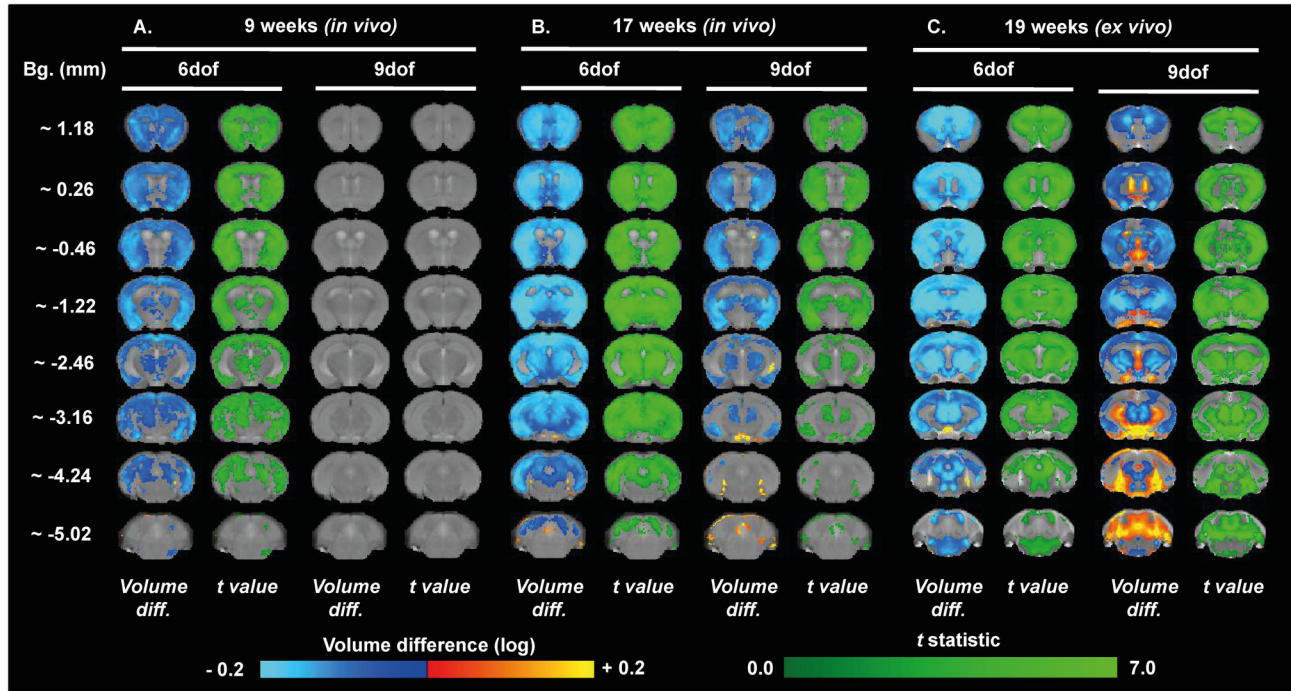 A. 9 weeks (in vivo) B. 17 weeks (in vivo) C. 19 weeks (ex vivo)
Bg. (mm) 6dof 9dof 6dof 9dof 6dof 9dof
~ 1.18
~ 0.26
~ -0.46
~ -1.22
~ -2.46
~ -3.16
~ -4.24
~ -5.02
Volume diff. t value Volume diff. t value Volume diff. t value Volume diff. t value Volume diff. t value Volume diff. t value
Volume difference (log) t statistic
- 0.2 + 0.2 0.0 7.0